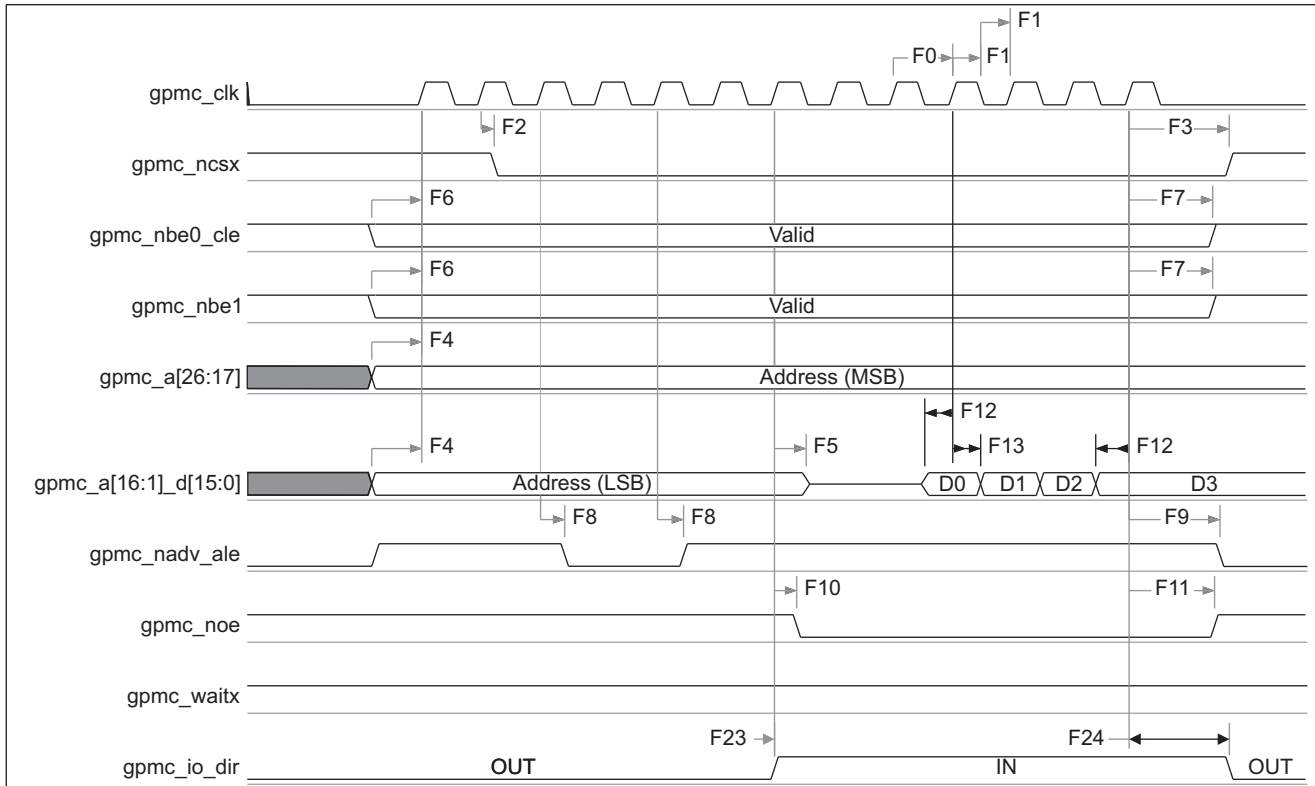 F1
F0 F1
gpmc_clk
F2 F3
gpmc_ncsx
F6 F7
gpmc_nbe0_cle Valid
F6 F7
gpmc_nbe1 Valid
F4
gpmc_a[26:17] Address (MSB)
F12
F4 F5 F13 F12
gpmc_a[16:1]_d[15:0] Address (LSB) D0 D1 D2 D3
F8 F8 F9
gpmc_nadv_ale
F10 F11
gpmc_noe
gpmc_waitx
F23 F24
gpmc_io_dir OUT IN OUT